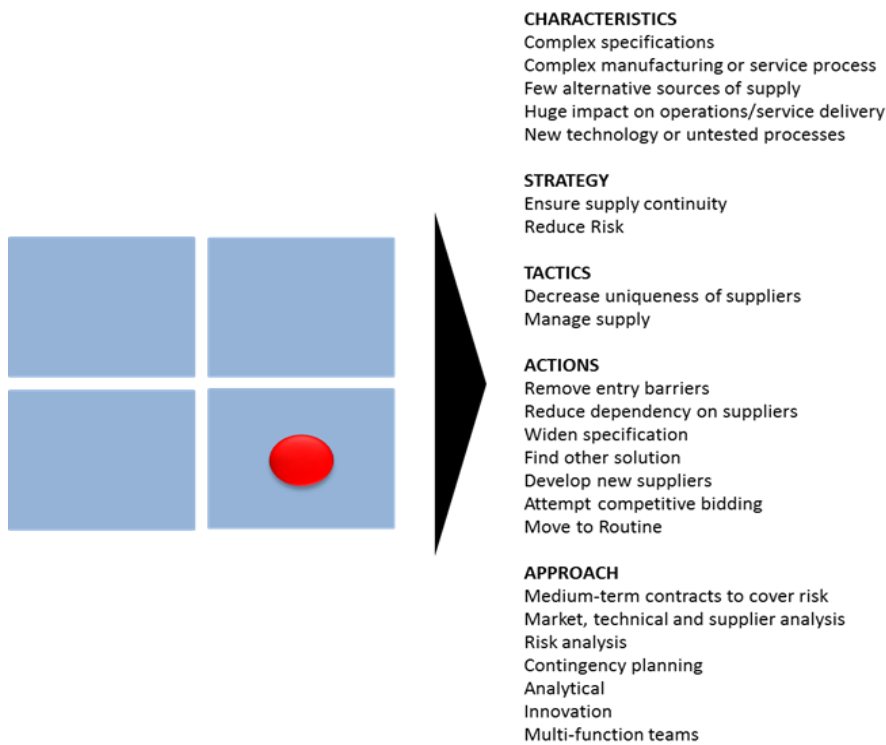 CHARACTERISTICS
Complex specifications
Complex manufacturing or service process
Few alternative sources of supply
Huge impact on operations/service delivery
New technology or untested processes
STRATEGY
Ensure supply continuity
Reduce Risk
TACTICS
Decrease uniqueness of suppliers
Manage supply
ACTIONS
Remove entry barriers
Reduce dependency on suppliers
Widen specification
Find other solution
Develop new suppliers
Attempt competitive bidding
Move to Routine
APPROACH
Medium-term contracts to cover risk
Market, technical and supplier analysis
Risk analysis
Contingency planning
Analytical
Innovation
Multi-function teams